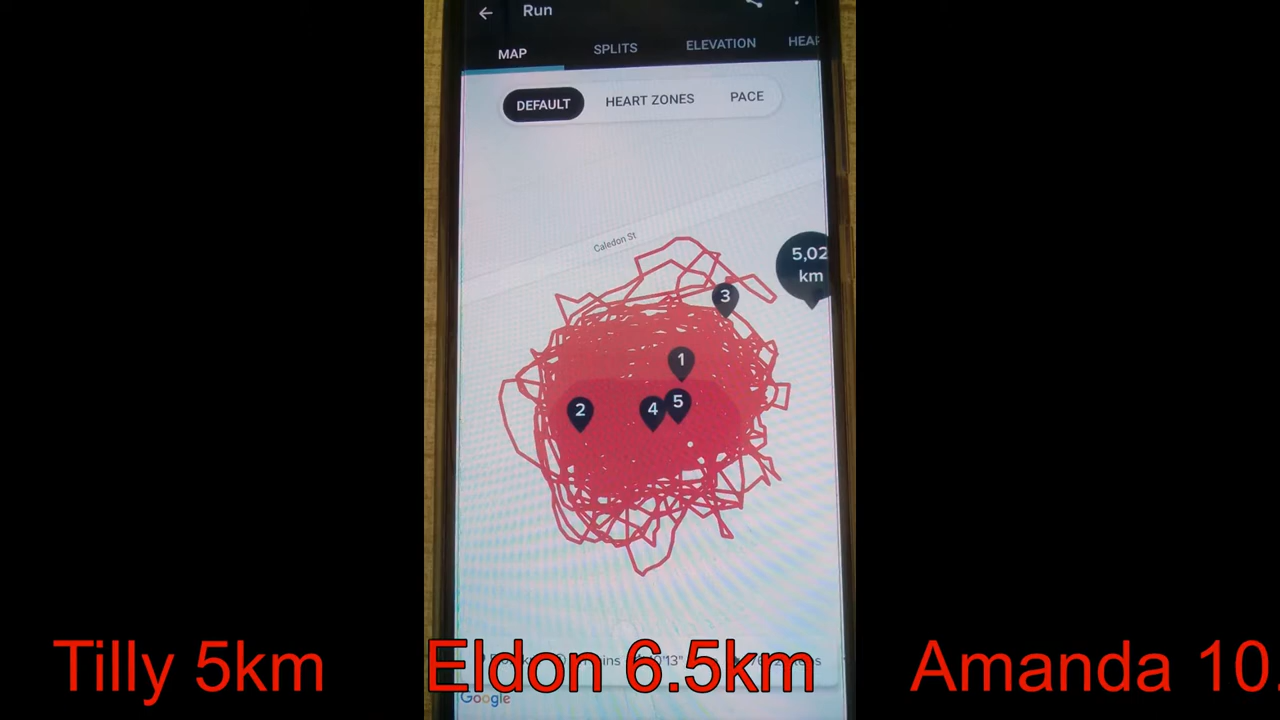 Run
MAP SPLITS ELEVATION HEAR
DEFAULT HEART ZONES PACE
Caledon St
5,02
km
3
1
2 4 5
Tilly 5km Eldon 6.5km Amanda 10.
Google